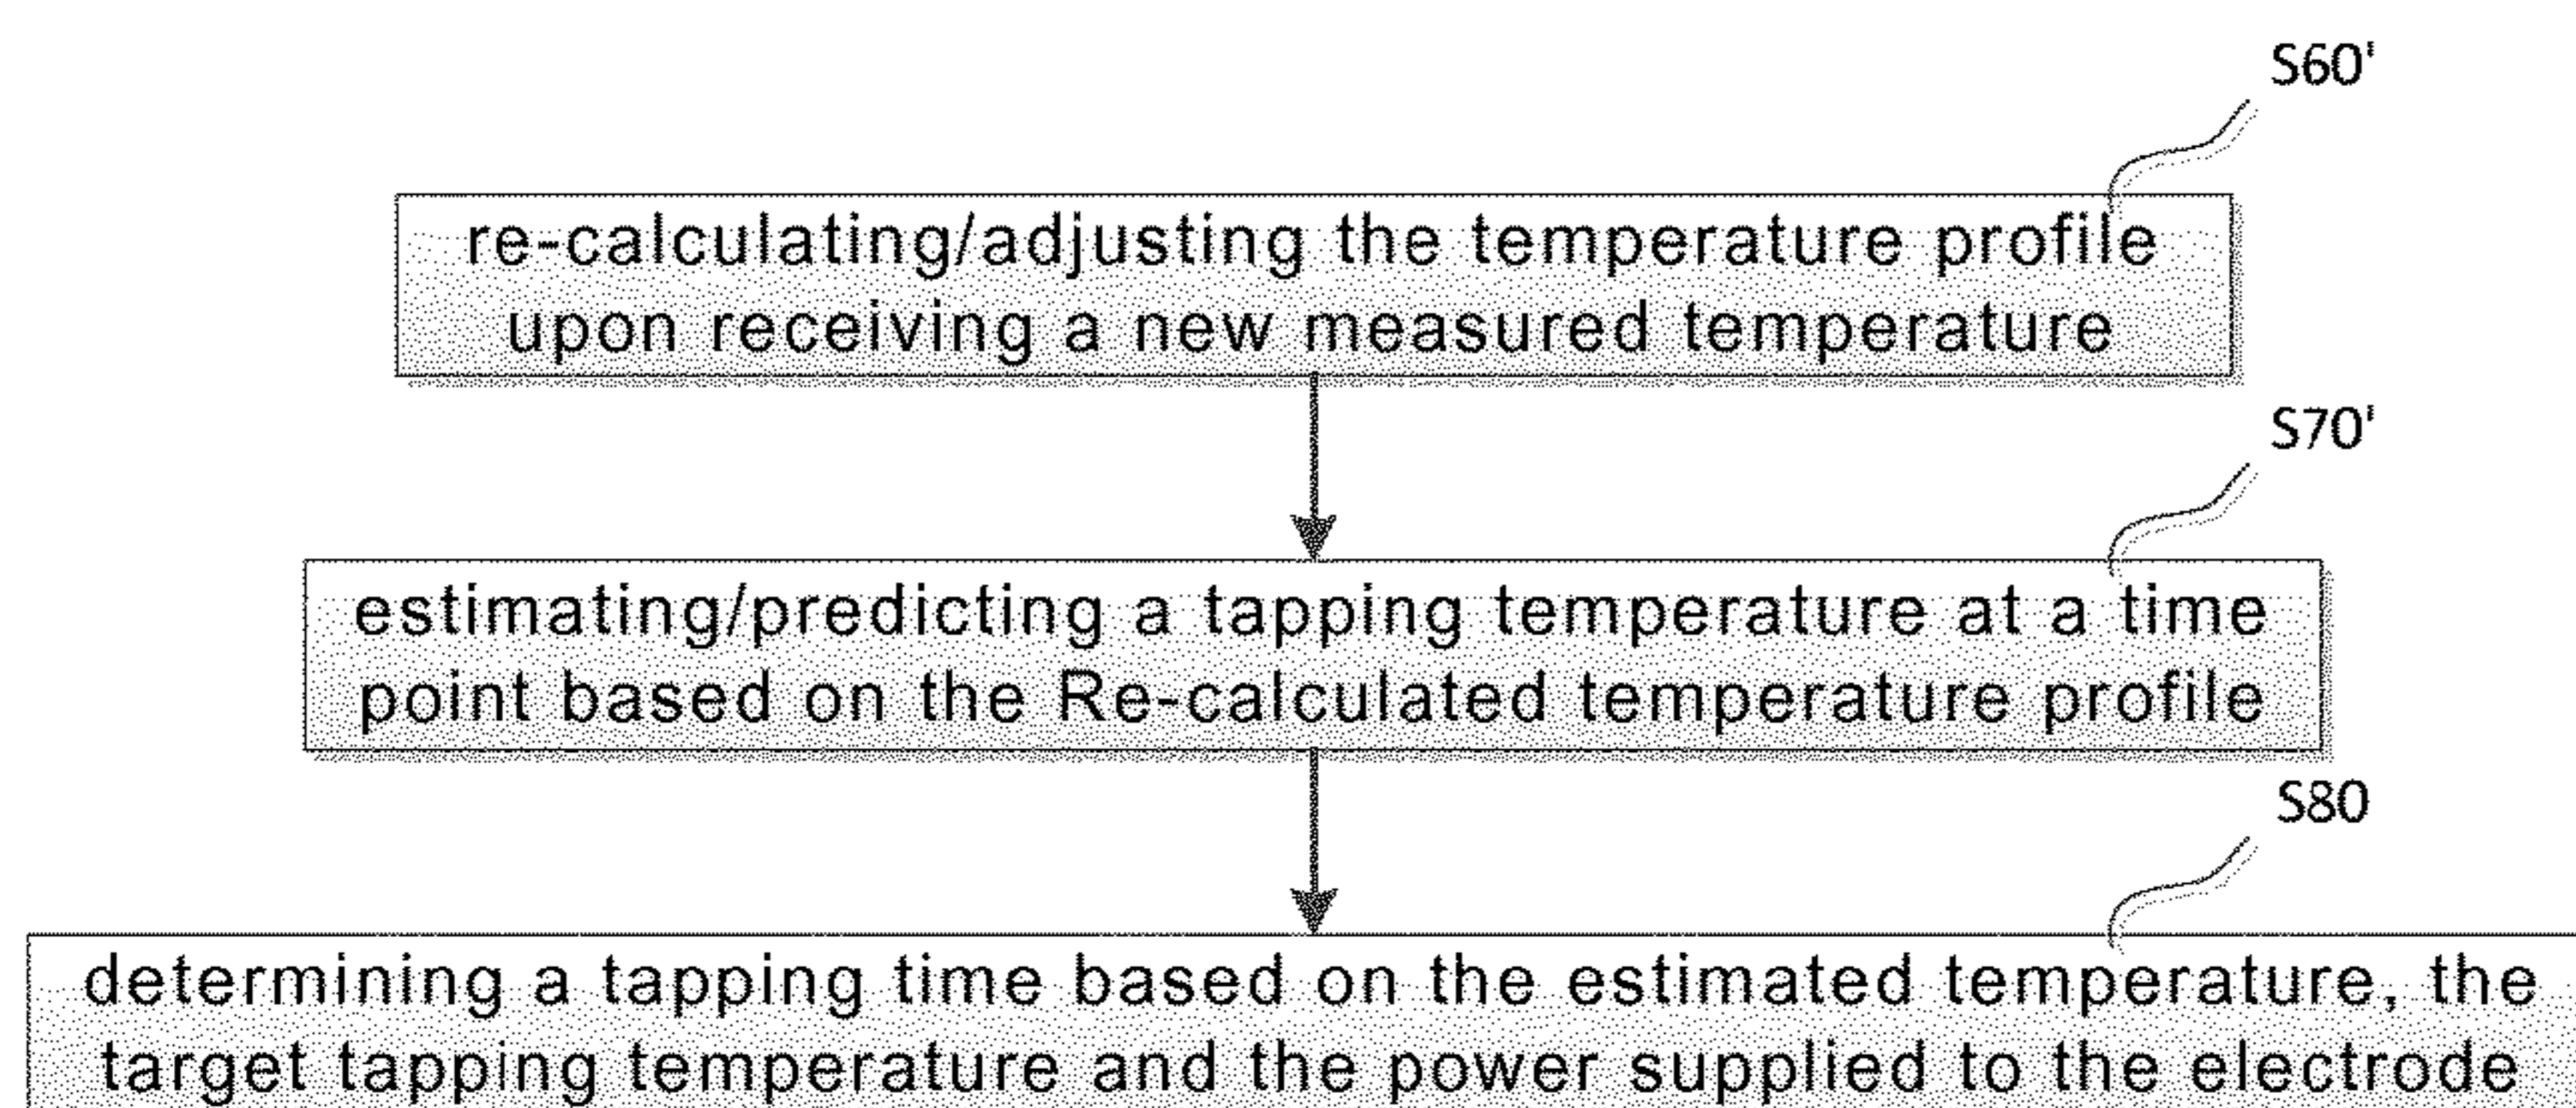 S60'
re-calculating/adjusting the temperature profile
upon receiving a new measured temperature
S70'
estimating/predicting a tapping temperature at a time
point based on the Re-calculated temperature profile
S80
determining a tapping time based on the estimated temperature, the
target tapping temperature and the power supplied to the electrode